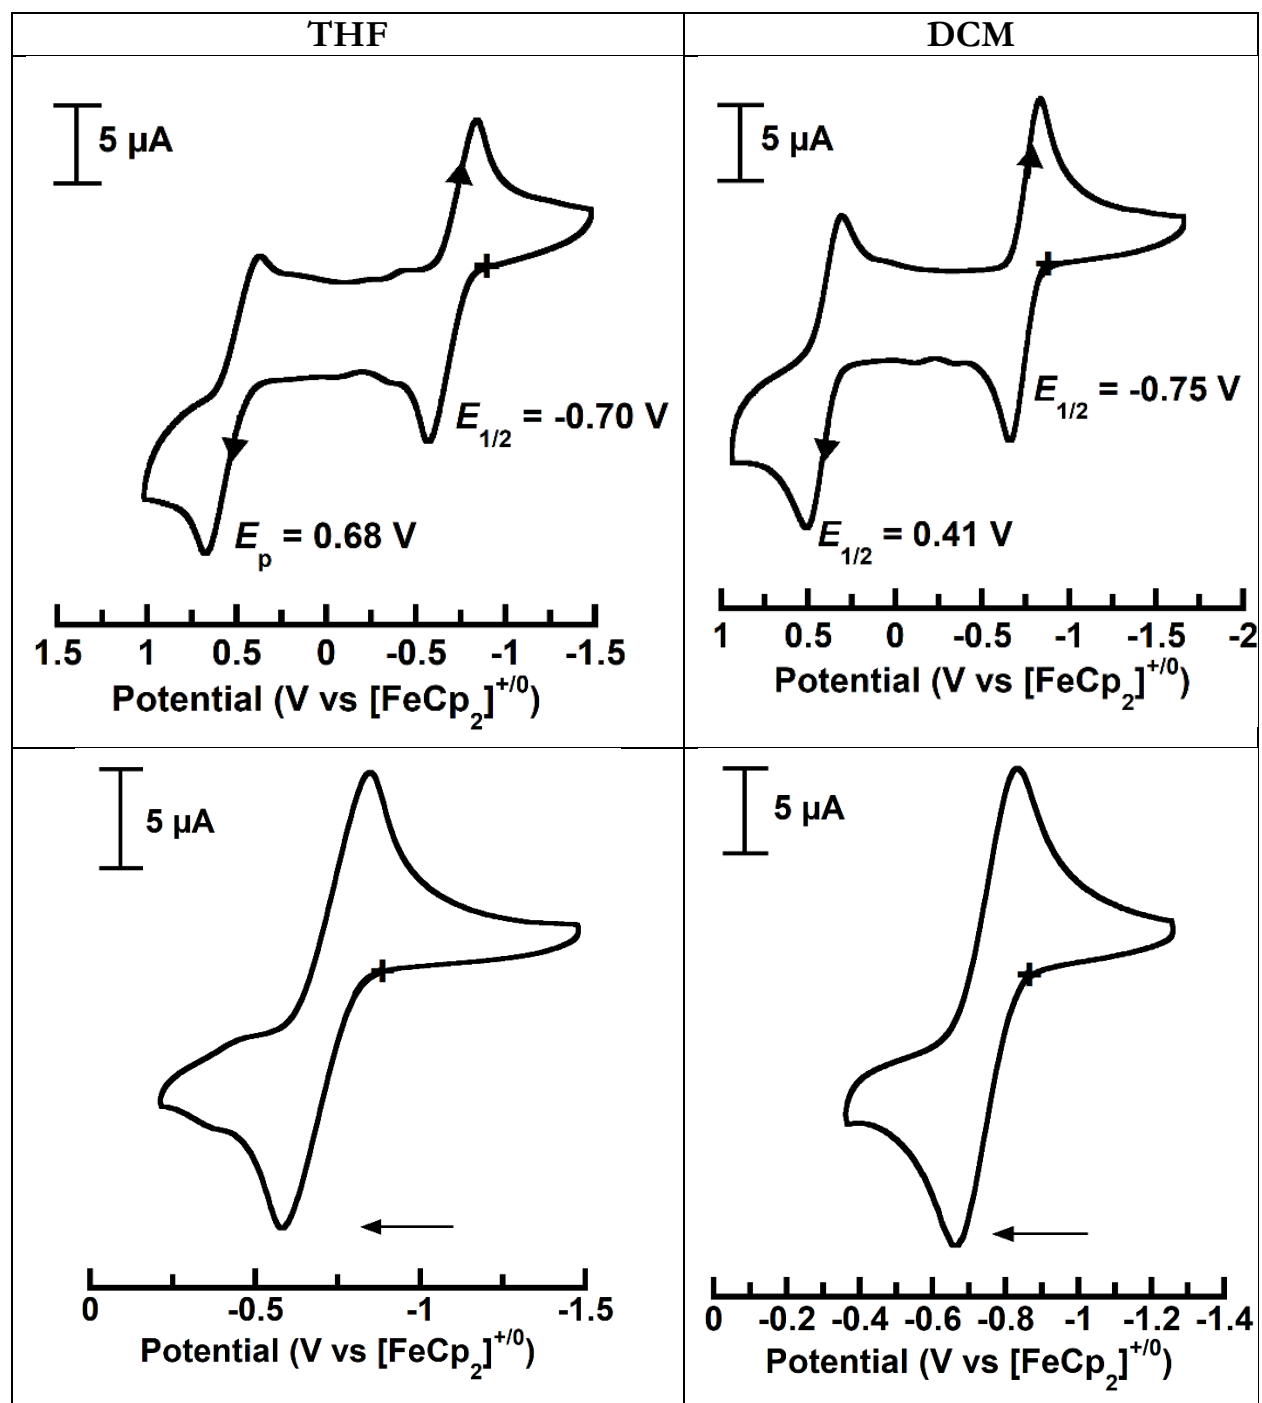 THF
DCM
5 µA
E1/2 = -0.70 V
Ep = 0.68 V
1.5 1 0.5 0 -0.5 -1 -1.5
Potential (V vs [FeCp2]+/0)
5 µA
E1/2 = -0.75 V
E1/2 = 0.41 V
1 0.5 0 -0.5 -1 -1.5 -2
Potential (V vs [FeCp2]+/0)
5 µA
0 -0.5 -1 -1.5
Potential (V vs [FeCp2]+/0)
5 µA
0 -0.2 -0.4 -0.6 -0.8 -1 -1.2 -1.4
Potential (V vs [FeCp2]+/0)